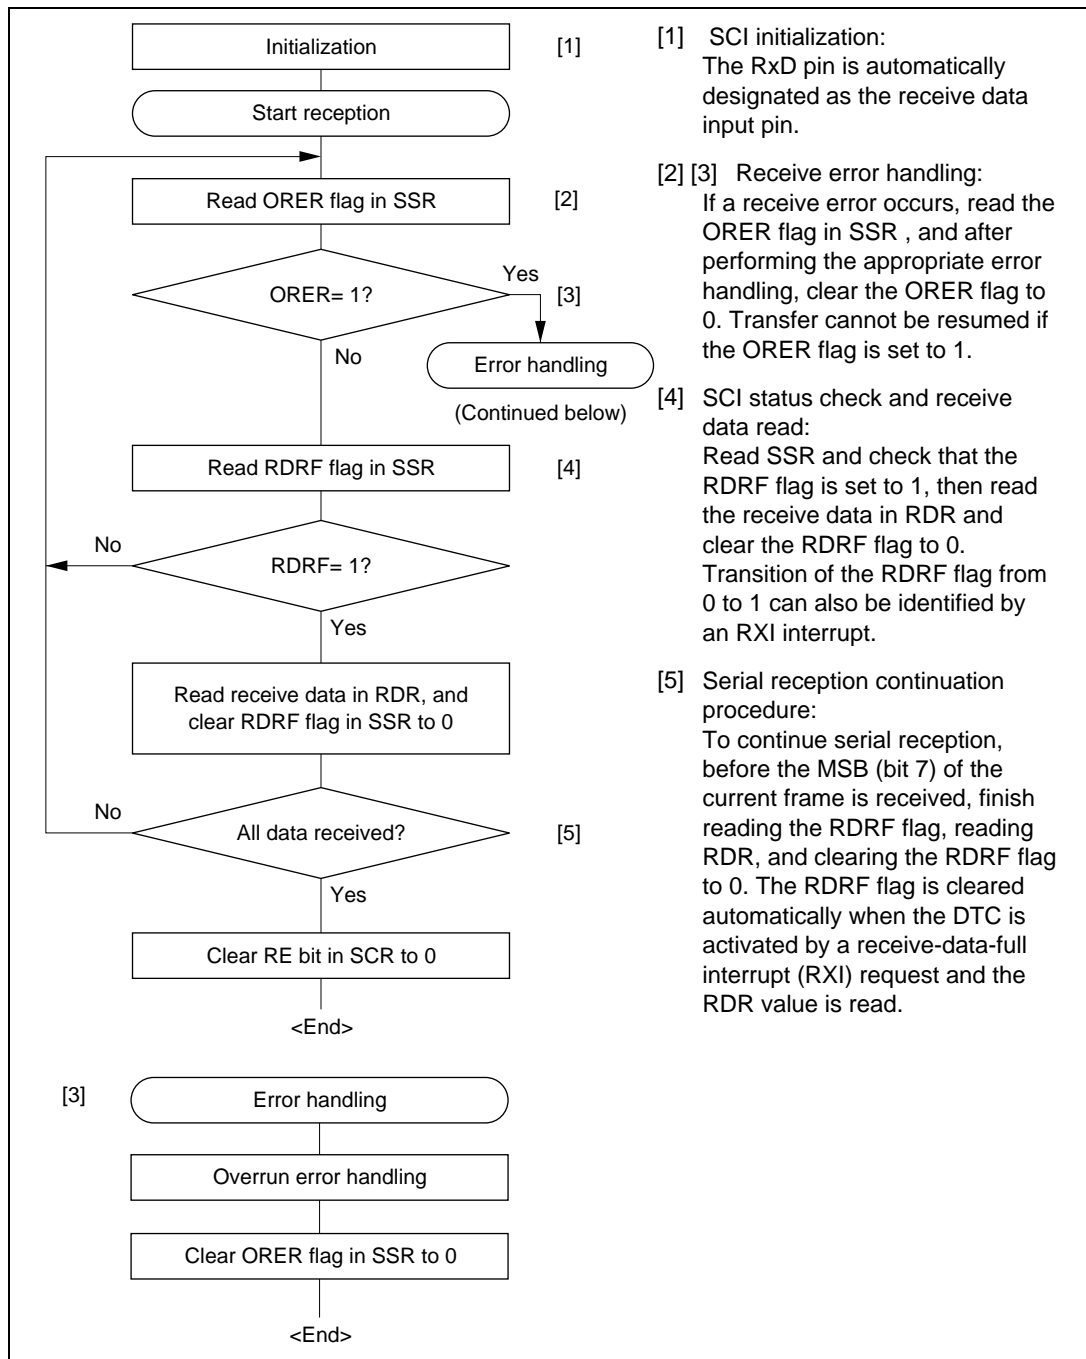 Initialization
[1]
Start reception
Read ORER flag in SSR
[2]
ORER= 1?
Yes
[3]
No
Error handling
(Continued below)
Read RDRF flag in SSR
[4]
No
RDRF= 1?
Yes
Read receive data in RDR, and
clear RDRF flag in SSR to 0
No
All data received?
[5]
Yes
Clear RE bit in SCR to 0
<End>
[3]
Error handling
Overrun error handling
Clear ORER flag in SSR to 0
<End>
[1] SCI initialization:
The RxD pin is automatically
designated as the receive data
input pin.
[2] [3] Receive error handling:
If a receive error occurs, read the
ORER flag in SSR , and after
performing the appropriate error
handling, clear the ORER flag to
0. Transfer cannot be resumed if
the ORER flag is set to 1.
[4] SCI status check and receive
data read:
Read SSR and check that the
RDRF flag is set to 1, then read
the receive data in RDR and
clear the RDRF flag to 0.
Transition of the RDRF flag from
0 to 1 can also be identified by
an RXI interrupt.
[5] Serial reception continuation
procedure:
To continue serial reception,
before the MSB (bit 7) of the
current frame is received, finish
reading the RDRF flag, reading
RDR, and clearing the RDRF flag
to 0. The RDRF flag is cleared
automatically when the DTC is
activated by a receive-data-full
interrupt (RXI) request and the
RDR value is read.